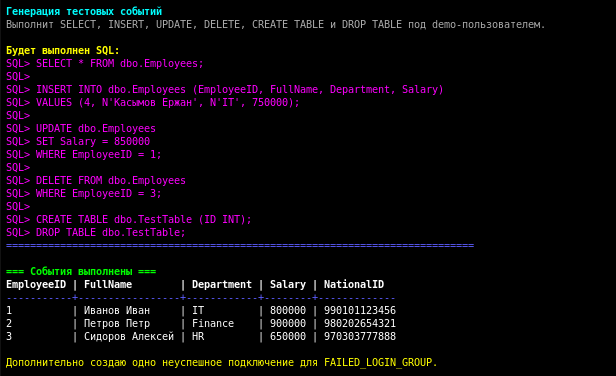 Генерация тестовых событий
Выполнит SELECT, INSERT, UPDATE, DELETE, CREATE TABLE и DROP TABLE под demo-пользователем.
Будет выполнен SQL:
SQL> SELECT * FROM dbo.Employees;
SQL>
SQL> INSERT INTO dbo.Employees (EmployeeID, FullName, Department, Salary)
SQL> VALUES (4, N'Касымов Ержан', N'IT', 750000);
SQL>
SQL> UPDATE dbo.Employees
SQL> SET Salary = 850000
SQL> WHERE EmployeeID = 1;
SQL>
SQL> DELETE FROM dbo.Employees
SQL> WHERE EmployeeID = 3;
SQL>
SQL> CREATE TABLE dbo.TestTable (ID INT);
SQL> DROP TABLE dbo.TestTable;
==============================================================================
=== События выполнены ===
EmployeeID | FullName        | Department | Salary | NationalID
-----------+-----------------+------------+--------+-------------
1          | Иванов Иван     | IT         | 800000 | 990101123456
2          | Петров Петр     | Finance    | 900000 | 980202654321
3          | Сидоров Алексей | HR         | 650000 | 970303777888
Дополнительно создаю одно неуспешное подключение для FAILED_LOGIN_GROUP.